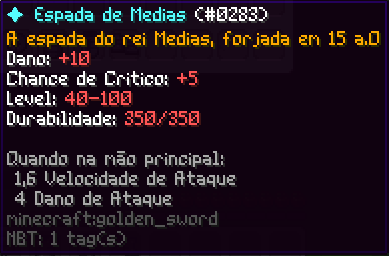 ◆ Espada de Medias (#0283)
A espada do rei Medias, forjada em 15 a.O
Dano: +10
Chance de Critico: +5
Level: 40-100
Durabilidade: 350/350
Quando na mão principal:
1,6 Velocidade de Ataque
4 Dano de Ataque
minecraft:golden_sword
NBT: 1 tag(s)